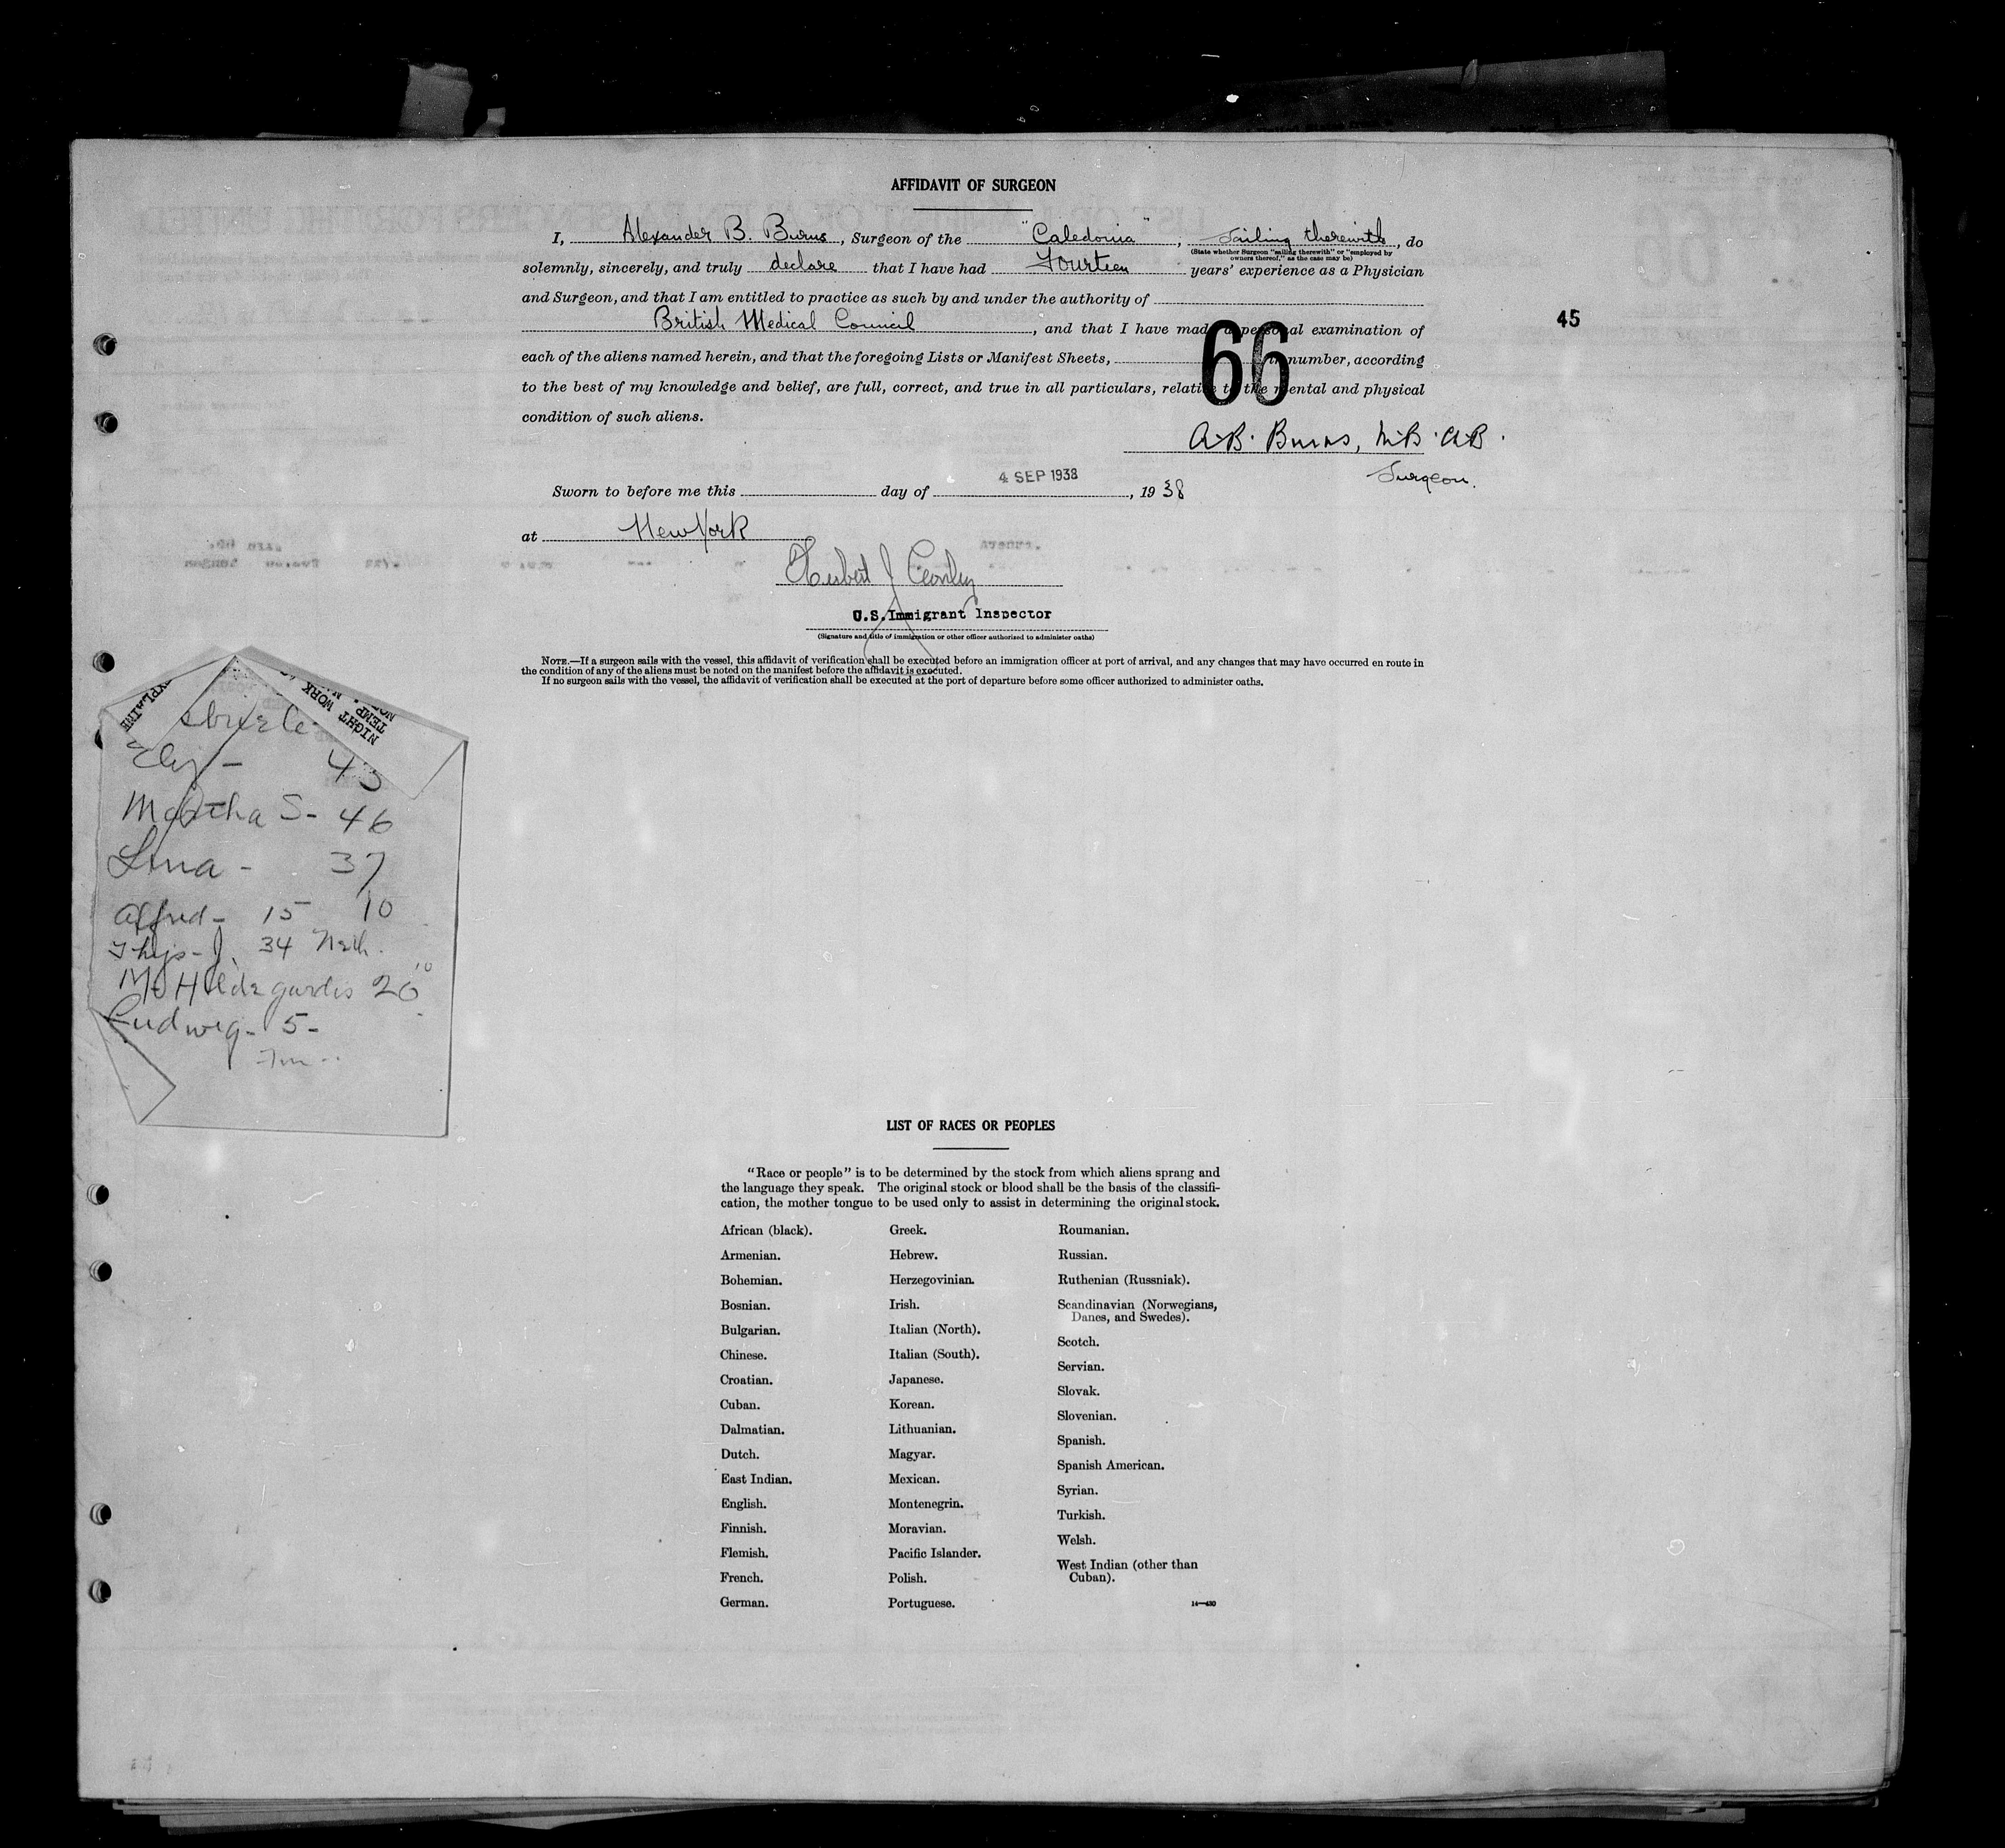 AFFIDAVIT OF SURGEON
I, Alexander B. Burns, Surgeon of the "Caledonia", Sailing therewith, do
(State whether Surgeon "sailing therewith" or "employed by
owners thereof," as the case may be)
solemnly, sincerely, and truly declare that I have had Fourteen years' experience as a Physician
and Surgeon, and that I am entitled to practice as such by and under the authority of
British Medical Council, and that I have made a personal examination of
45
each of the aliens named herein, and that the foregoing Lists or Manifest Sheets, 66 in number, according
to the best of my knowledge and belief, are full, correct, and true in all particulars, relative to the mental and physical
condition of such aliens.
A.B. Burns, M.B. Ch.B.
Surgeon.
Sworn to before me this day of 4 SEP 1938, 1938
at New York
Herbert J
U.S. Immigrant Inspector
(Signature and title of immigration or other officer authorized to administer oaths)
NOTE.—If a surgeon sails with the vessel, this affidavit of verification shall be executed before an immigration officer at port of arrival, and any changes that may have occurred en route in
the condition of any of the aliens must be noted on the manifest before the affidavit is executed.
If no surgeon sails with the vessel, the affidavit of verification shall be executed at the port of departure before some officer authorized to administer oaths.
NIGHT WORK
TEMP
Eliz -
Martha S - 46
Lina - 37
Alfred - 15 10
Thijs - J. 34 Neth.
M. Hildegardis 20
Ludwig - 5 -
LIST OF RACES OR PEOPLES
"Race or people" is to be determined by the stock from which aliens sprang and
the language they speak. The original stock or blood shall be the basis of the classifi-
cation, the mother tongue to be used only to assist in determining the original stock.
African (black).
Armenian.
Bohemian.
Bosnian.
Bulgarian.
Chinese.
Croatian.
Cuban.
Dalmatian.
Dutch.
East Indian.
English.
Finnish.
Flemish.
French.
German.
Greek.
Hebrew.
Herzegovinian.
Irish.
Italian (North).
Italian (South).
Japanese.
Korean.
Lithuanian.
Magyar.
Mexican.
Montenegrin.
Moravian.
Pacific Islander.
Polish.
Portuguese.
Roumanian.
Russian.
Ruthenian (Russniak).
Scandinavian (Norwegians,
Danes, and Swedes).
Scotch.
Servian.
Slovak.
Slovenian.
Spanish.
Spanish American.
Syrian.
Turkish.
Welsh.
West Indian (other than
Cuban).
14—430